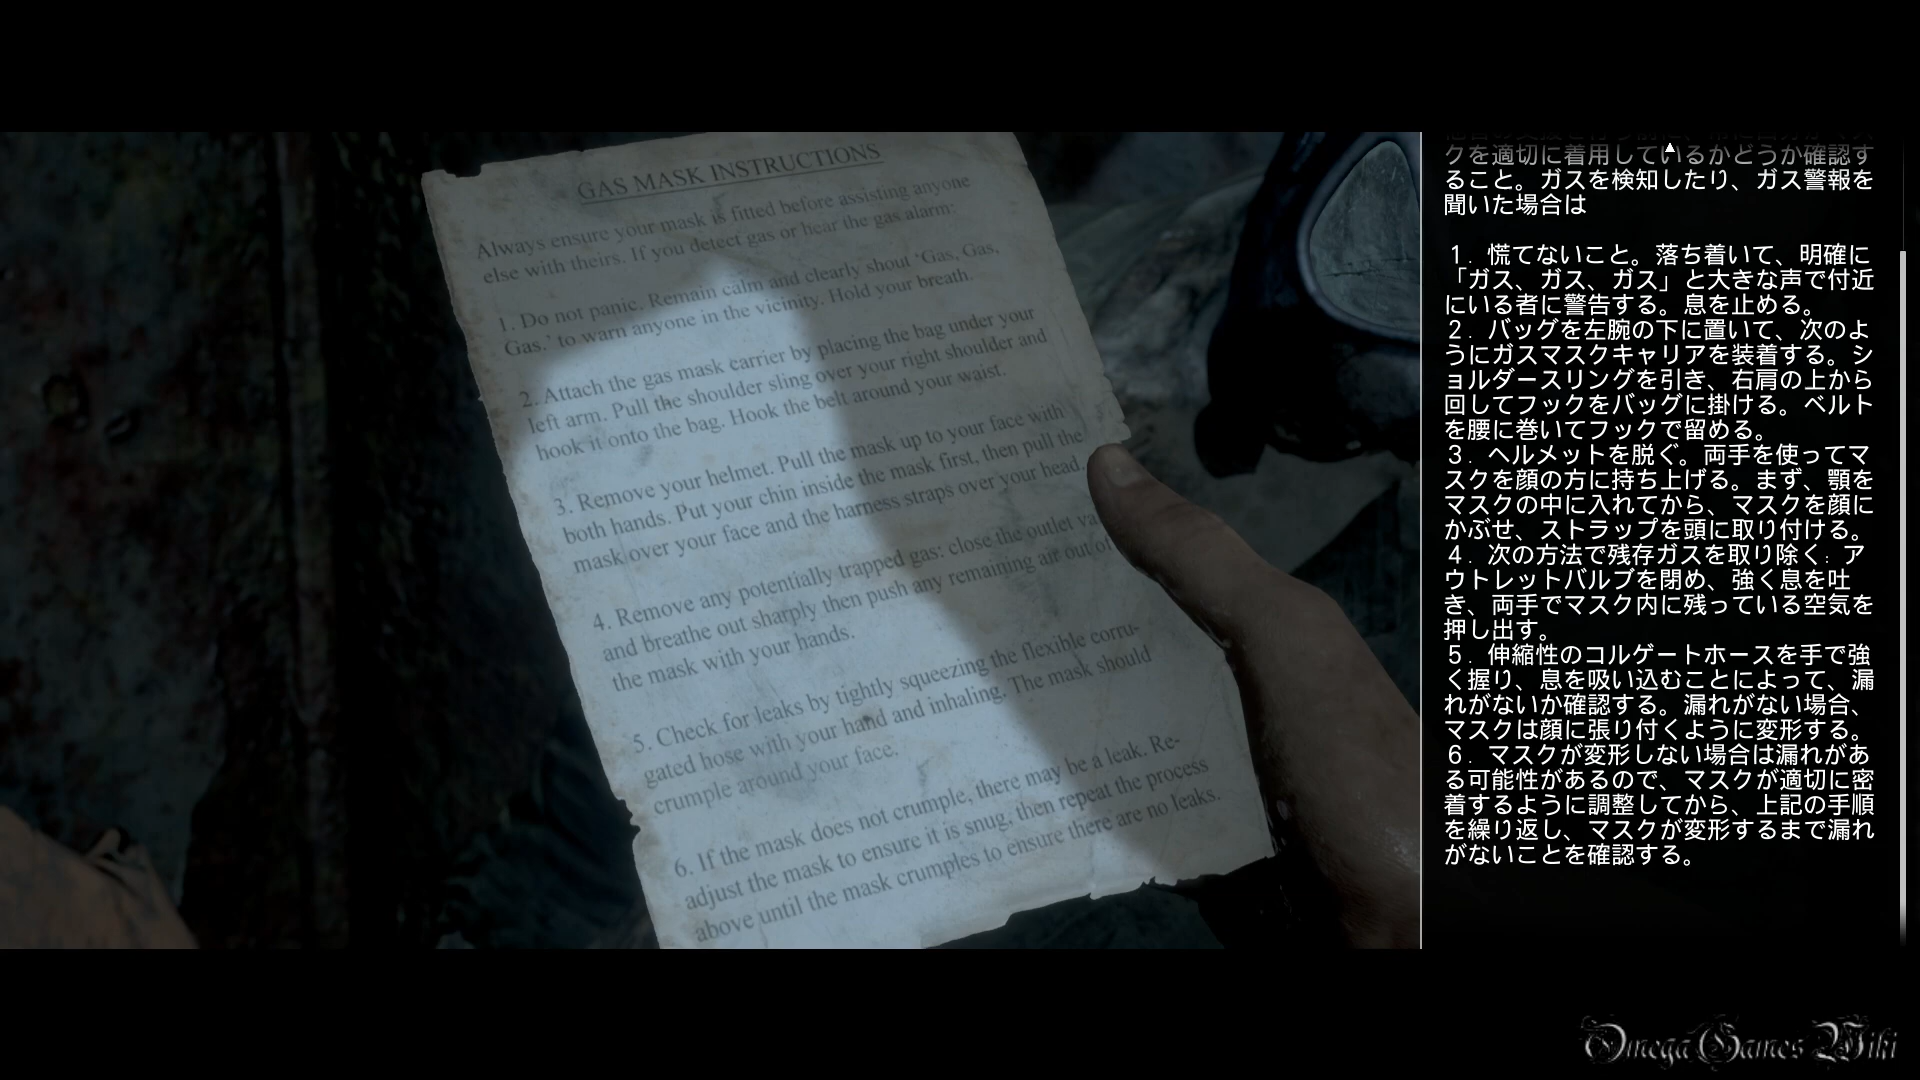 GAS MASK INSTRUCTIONS
Always ensure your mask is fitted before assisting anyone
else with theirs. If you detect gas or hear the gas alarm:
1. Do not panic. Remain calm and clearly shout ‘Gas, Gas,
Gas.’ to warn anyone in the vicinity. Hold your breath.
2. Attach the gas mask carrier by placing the bag under your
left arm. Pull the shoulder sling over your right shoulder and
hook it onto the bag. Hook the belt around your waist.
3. Remove your helmet. Pull the mask up to your face with
both hands. Put your chin inside the mask first, then pull the
mask over your face and the harness straps over your head.
4. Remove any potentially trapped gas: close the outlet va
and breathe out sharply then push any remaining air out of
the mask with your hands.
5. Check for leaks by tightly squeezing the flexible corru-
gated hose with your hand and inhaling. The mask should
crumple around your face.
6. If the mask does not crumple, there may be a leak. Re-
adjust the mask to ensure it is snug, then repeat the process
above until the mask crumples to ensure there are no leaks.
クを適切に着用しているかどうか確認す
ること。ガスを検知したり、ガス警報を
聞いた場合は
1. 慌てないこと。落ち着いて、明確に
「ガス、ガス、ガス」と大きな声で付近
にいる者に警告する。息を止める。
2. バッグを左腕の下に置いて、次のよ
うにガスマスクキャリアを装着する。シ
ョルダースリングを引き、右肩の上から
回してフックをバッグに掛ける。ベルト
を腰に巻いてフックで留める。
3. ヘルメットを脱ぐ。両手を使ってマ
スクを顔の方に持ち上げる。まず、顎を
マスクの中に入れてから、マスクを顔に
かぶせ、ストラップを頭に取り付ける。
4. 次の方法で残存ガスを取り除く: ア
ウトレットバルブを閉め、強く息を吐
き、両手でマスク内に残っている空気を
押し出す。
5. 伸縮性のコルゲートホースを手で強
く握り、息を吸い込むことによって、漏
れがないか確認する。漏れがない場合、
マスクは顔に張り付くように変形する。
6. マスクが変形しない場合は漏れがあ
る可能性があるので、マスクが適切に密
着するように調整してから、上記の手順
を繰り返し、マスクが変形するまで漏れ
がないことを確認する。
Omega Games Wiki